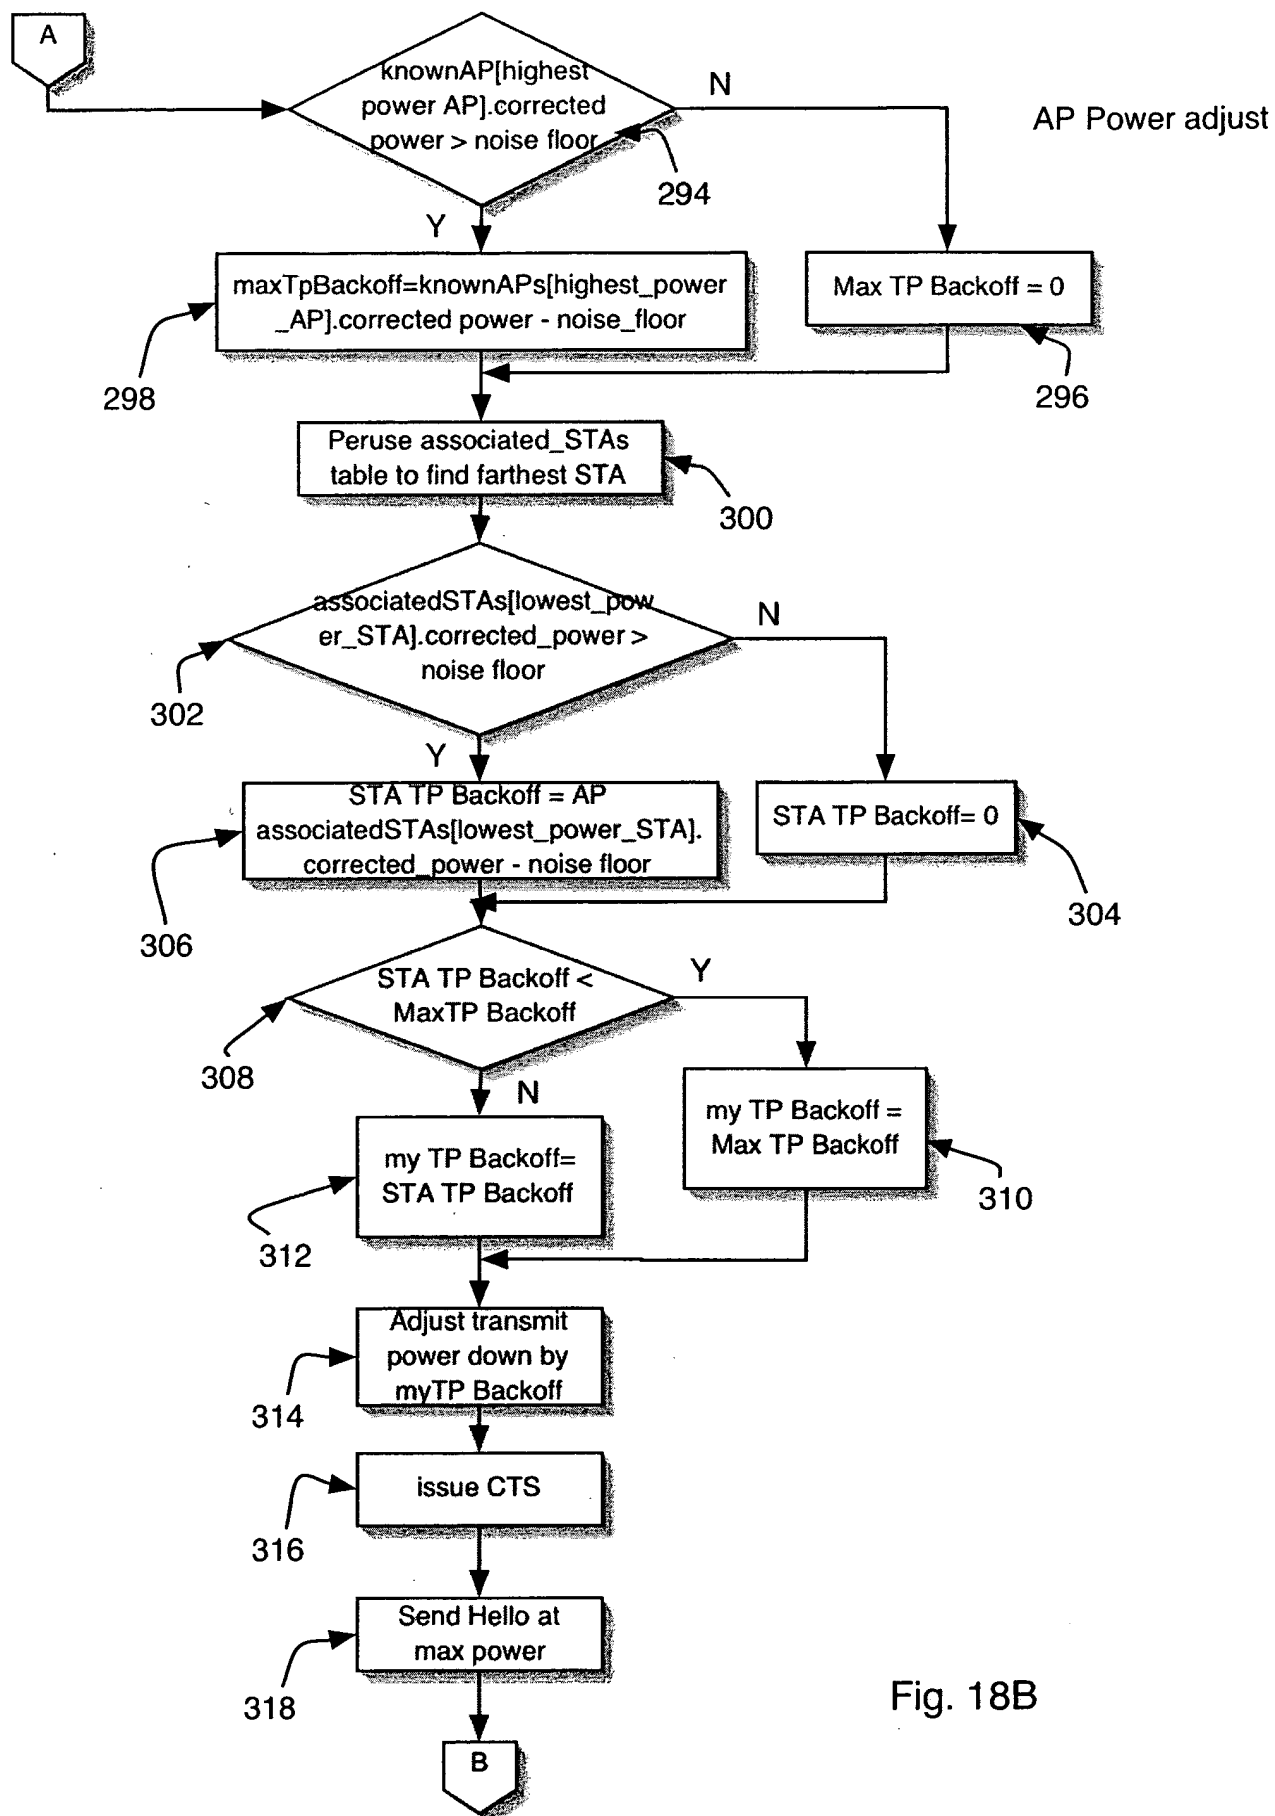 A
knownAP[highest
power AP].corrected
power > noise floor
N
AP Power adjust
294
Y
maxTpBackoff=knownAPs[highest_power
_AP].corrected power - noise_floor
Max TP Backoff = 0
298
296
Peruse associated_STAs
table to find farthest STA
300
associatedSTAs[lowest_pow
er_STA].corrected_power >
noise floor
N
302
Y
STA TP Backoff = AP
associatedSTAs[lowest_power_STA].
corrected_power - noise floor
STA TP Backoff= 0
306
304
STA TP Backoff <
MaxTP Backoff
Y
308
N
my TP Backoff =
Max TP Backoff
my TP Backoff=
STA TP Backoff
310
312
Adjust transmit
power down by
myTP Backoff
314
issue CTS
316
Send Hello at
max power
318
Fig. 18B
B